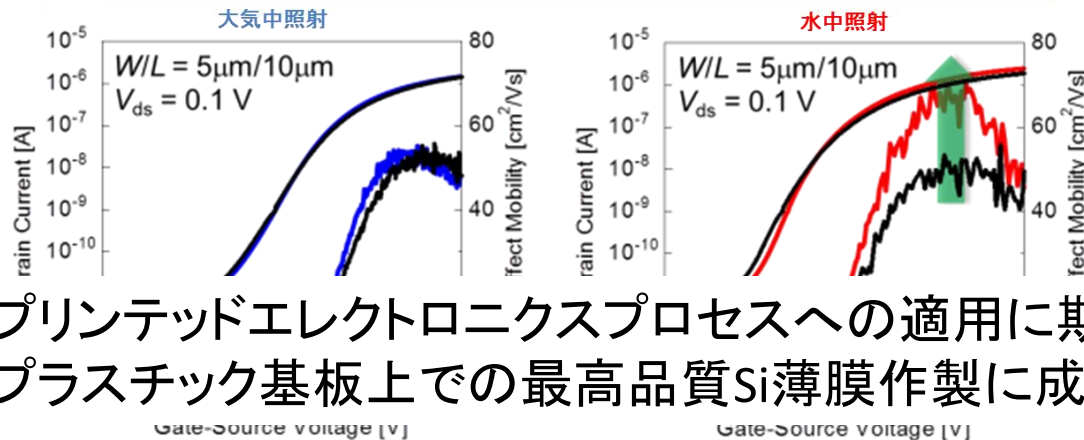 大気中照射
10-5
10-6
10-7
10-8
10-9
10-10
rain Current [A]
W/L = 5μm/10μm
Vds = 0.1 V
80
60
40
ffect Mobility [cm2/Vs]
水中照射
10-5
10-6
10-7
10-8
10-9
10-10
rain Current [A]
W/L = 5μm/10μm
Vds = 0.1 V
80
60
40
ffect Mobility [cm2/Vs]
プリンテッドエレクトロニクスプロセスへの適用に
プラスチック基板上での最高品質Si薄膜作製に成
Gate-Source Voltage [V]
Gate-Source Voltage [V]